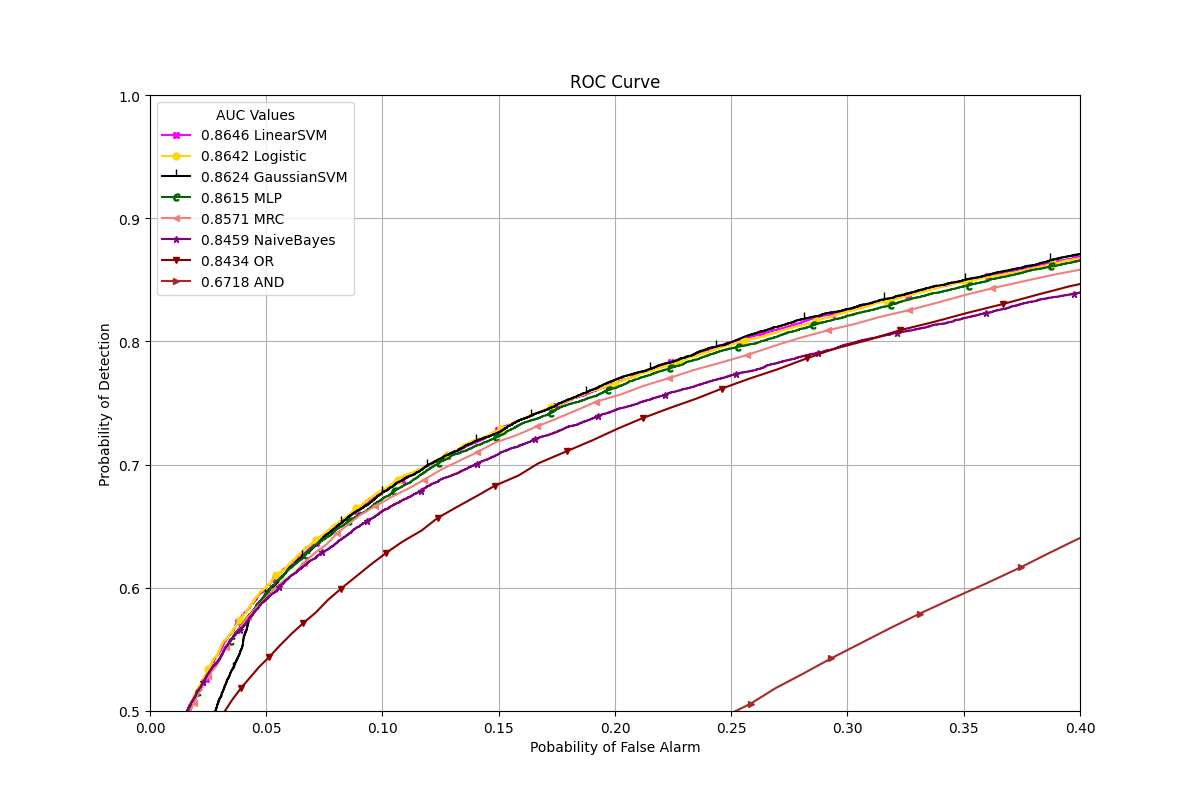 ROC Curve
AUC Values
0.8646 LinearSVM
0.8642 Logistic
0.8624 GaussianSVM
0.8615 MLP
0.8571 MRC
0.8459 NaiveBayes
0.8434 OR
0.6718 AND
Probability of Detection
1.0
0.9
0.8
0.7
0.6
0.5
0.00 0.05 0.10 0.15 0.20 0.25 0.30 0.35 0.40
Pobability of False Alarm